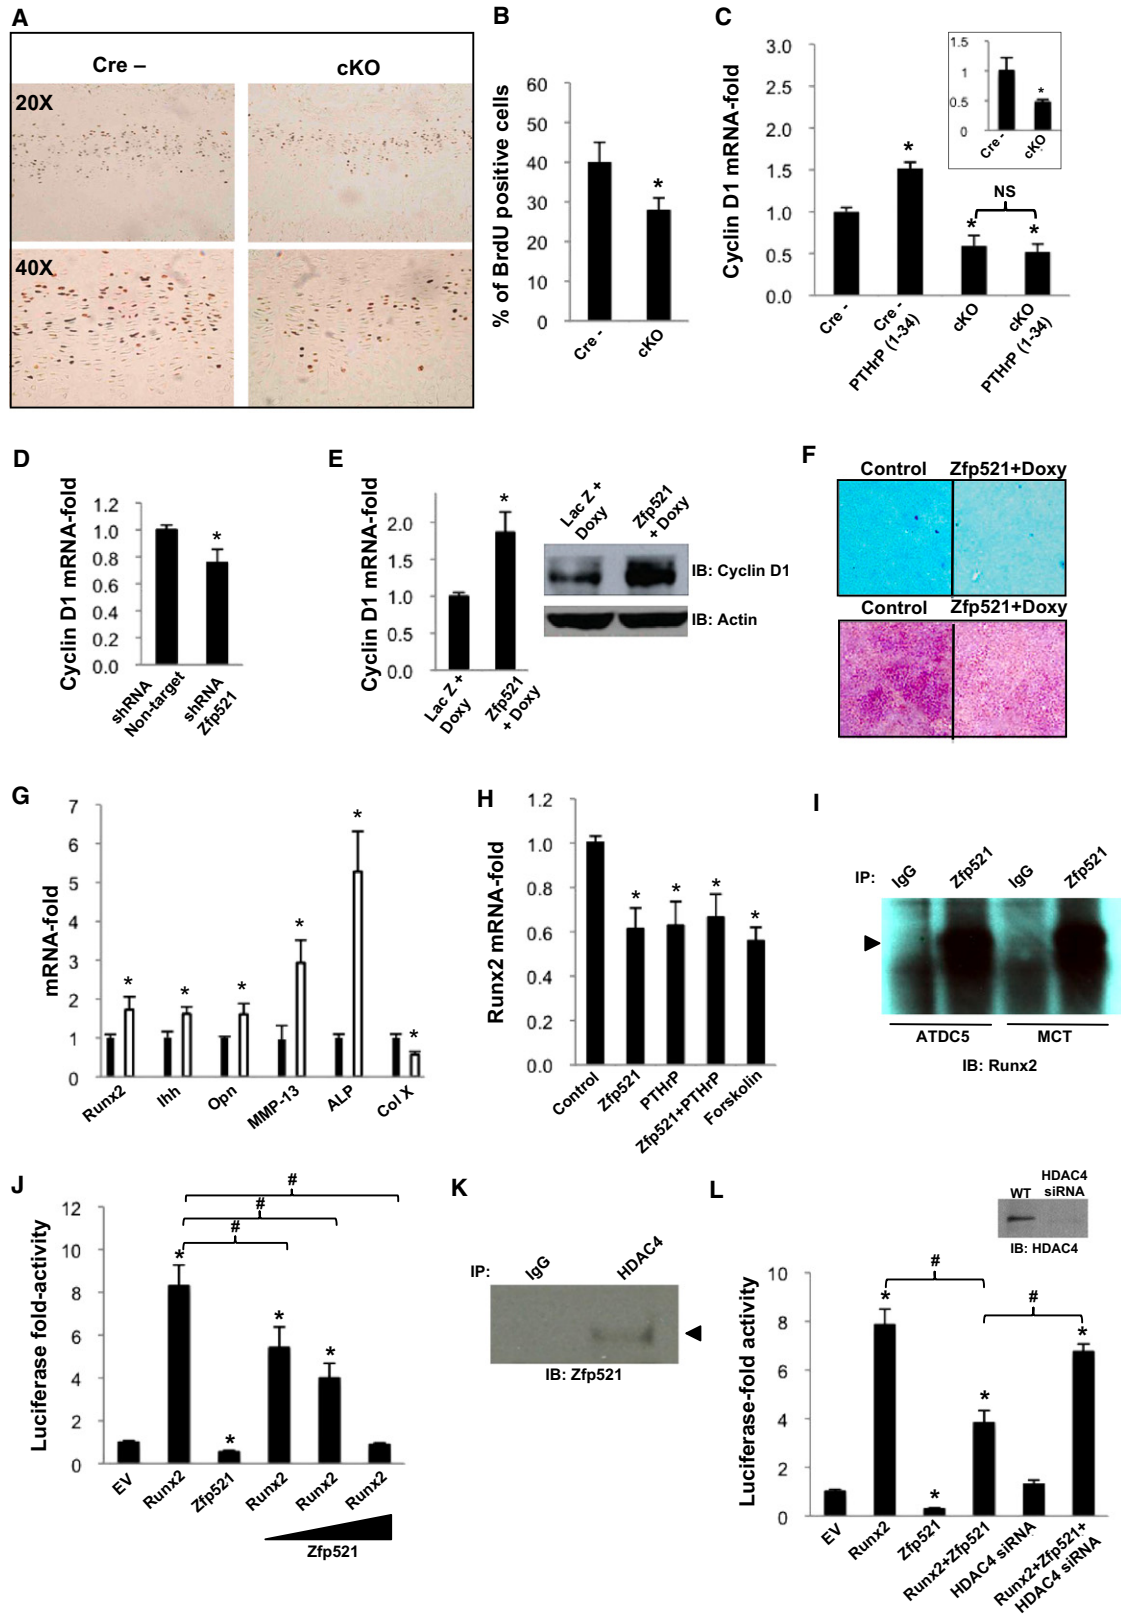 A
Cre –
cKO
20X
40X
B
% of BrdU positive cells
60
50
40
30
20
10
0
*
Cre -
cKO
C
Cyclin D1 mRNA-fold
3.0
2.5
2.0
1.5
1.0
0.5
0.0
*
*
*
NS
Cre -
Cre -
PTHrP (1-34)
cKO
cKO
PTHrP (1-34)
1.5
1
0.5
0
*
Cre -
cKO
D
Cyclin D1 mRNA-fold
1.2
1.0
0.8
0.6
0.4
0.2
0.0
*
shRNA
Non-target
shRNA
Zfp521
E
Cyclin D1 mRNA-fold
2.0
1.5
1.0
0.5
0.0
*
Lac Z +
Doxy
Zfp521
+ Doxy
Lac Z +
Doxy
Zfp521
+ Doxy
IB: Cyclin D1
IB: Actin
F
Control
Zfp521+Doxy
Control
Zfp521+Doxy
G
mRNA-fold
7
6
5
4
3
2
1
0
*
*
*
*
*
*
Runx2
Ihh
Opn
MMP-13
ALP
Col X
H
Runx2 mRNA-fold
1.2
1.0
0.8
0.6
0.4
0.2
0.0
*
*
*
*
Control
Zfp521
PTHrP
Zfp521+PTHrP
Forskolin
I
IP:
IgG
Zfp521
IgG
Zfp521
ATDC5
MCT
IB: Runx2
J
Luciferase fold-activity
12
10
8
6
4
2
0
#
#
#
*
*
*
*
EV
Runx2
Zfp521
Runx2
Runx2
Runx2
Zfp521
K
IP:
IgG
HDAC4
IB: Zfp521
L
WT
HDAC4
siRNA
IB: HDAC4
Luciferase-fold activity
10
8
6
4
2
0
#
#
*
*
*
*
EV
Runx2
Zfp521
Runx2+Zfp521
HDAC4 siRNA
Runx2+Zfp521+
HDAC4 siRNA